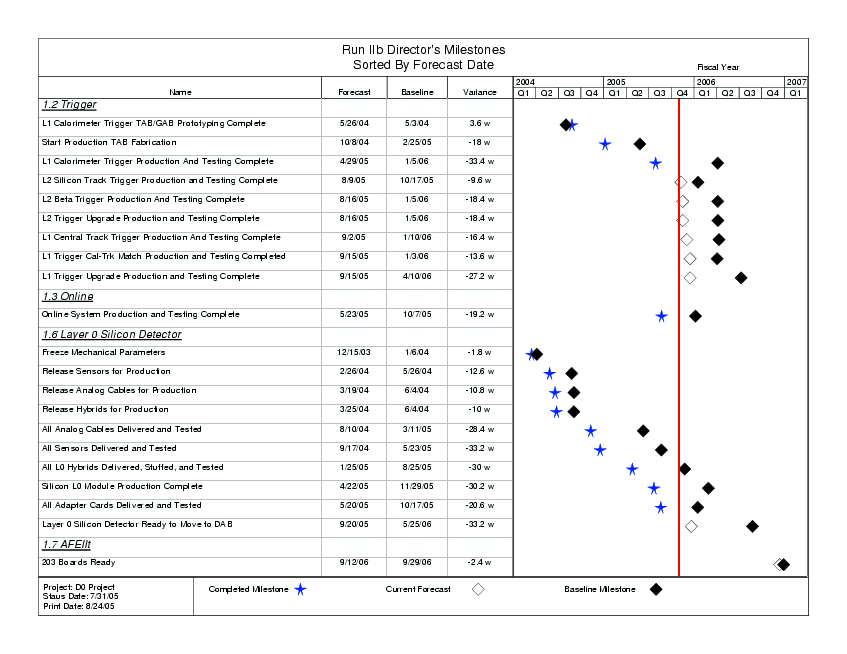 Run IIb Director's Milestones
Sorted By Forecast Date
Fiscal Year
Name Forecast Baseline Variance
2004 2005 2006 2007
Q1 Q2 Q3 Q4 Q1 Q2 Q3 Q4 Q1 Q2 Q3 Q4 Q1
1.2 Trigger
L1 Calorimeter Trigger TAB/GAB Prototyping Complete 5/26/04 5/3/04 3.6 w
Start Production TAB Fabrication 10/8/04 2/25/05 -18 w
L1 Calorimeter Trigger Production And Testing Complete 4/29/05 1/5/06 -33.4 w
L2 Silicon Track Trigger Production and Testing Complete 8/9/05 10/17/05 -9.6 w
L2 Beta Trigger Production And Testing Complete 8/16/05 1/5/06 -18.4 w
L2 Trigger Upgrade Production and Testing Complete 8/16/05 1/5/06 -18.4 w
L1 Central Track Trigger Production And Testing Complete 9/2/05 1/10/06 -16.4 w
L1 Trigger Cal-Trk Match Production and Testing Completed 9/15/05 1/3/06 -13.6 w
L1 Trigger Upgrade Production and Testing Complete 9/15/05 4/10/06 -27.2 w
1.3 Online
Online System Production and Testing Complete 5/23/05 10/7/05 -19.2 w
1.6 Layer 0 Silicon Detector
Freeze Mechanical Parameters 12/15/03 1/6/04 -1.8 w
Release Sensors for Production 2/26/04 5/26/04 -12.6 w
Release Analog Cables for Production 3/19/04 6/4/04 -10.8 w
Release Hybrids for Production 3/25/04 6/4/04 -10 w
All Analog Cables Delivered and Tested 8/10/04 3/11/05 -28.4 w
All Sensors Delivered and Tested 9/17/04 5/23/05 -33.2 w
All L0 Hybrids Delivered, Stuffed, and Tested 1/25/05 8/25/05 -30 w
Silicon L0 Module Production Complete 4/22/05 11/29/05 -30.2 w
All Adapter Cards Delivered and Tested 5/20/05 10/17/05 -20.6 w
Layer 0 Silicon Detector Ready to Move to DAB 9/20/05 5/25/06 -33.2 w
1.7 AFEIIt
203 Boards Ready 9/12/06 9/29/06 -2.4 w
Project: D0 Project
Staus Date: 7/31/05
Print Date: 8/24/05
Completed Milestone Current Forecast Baseline Milestone